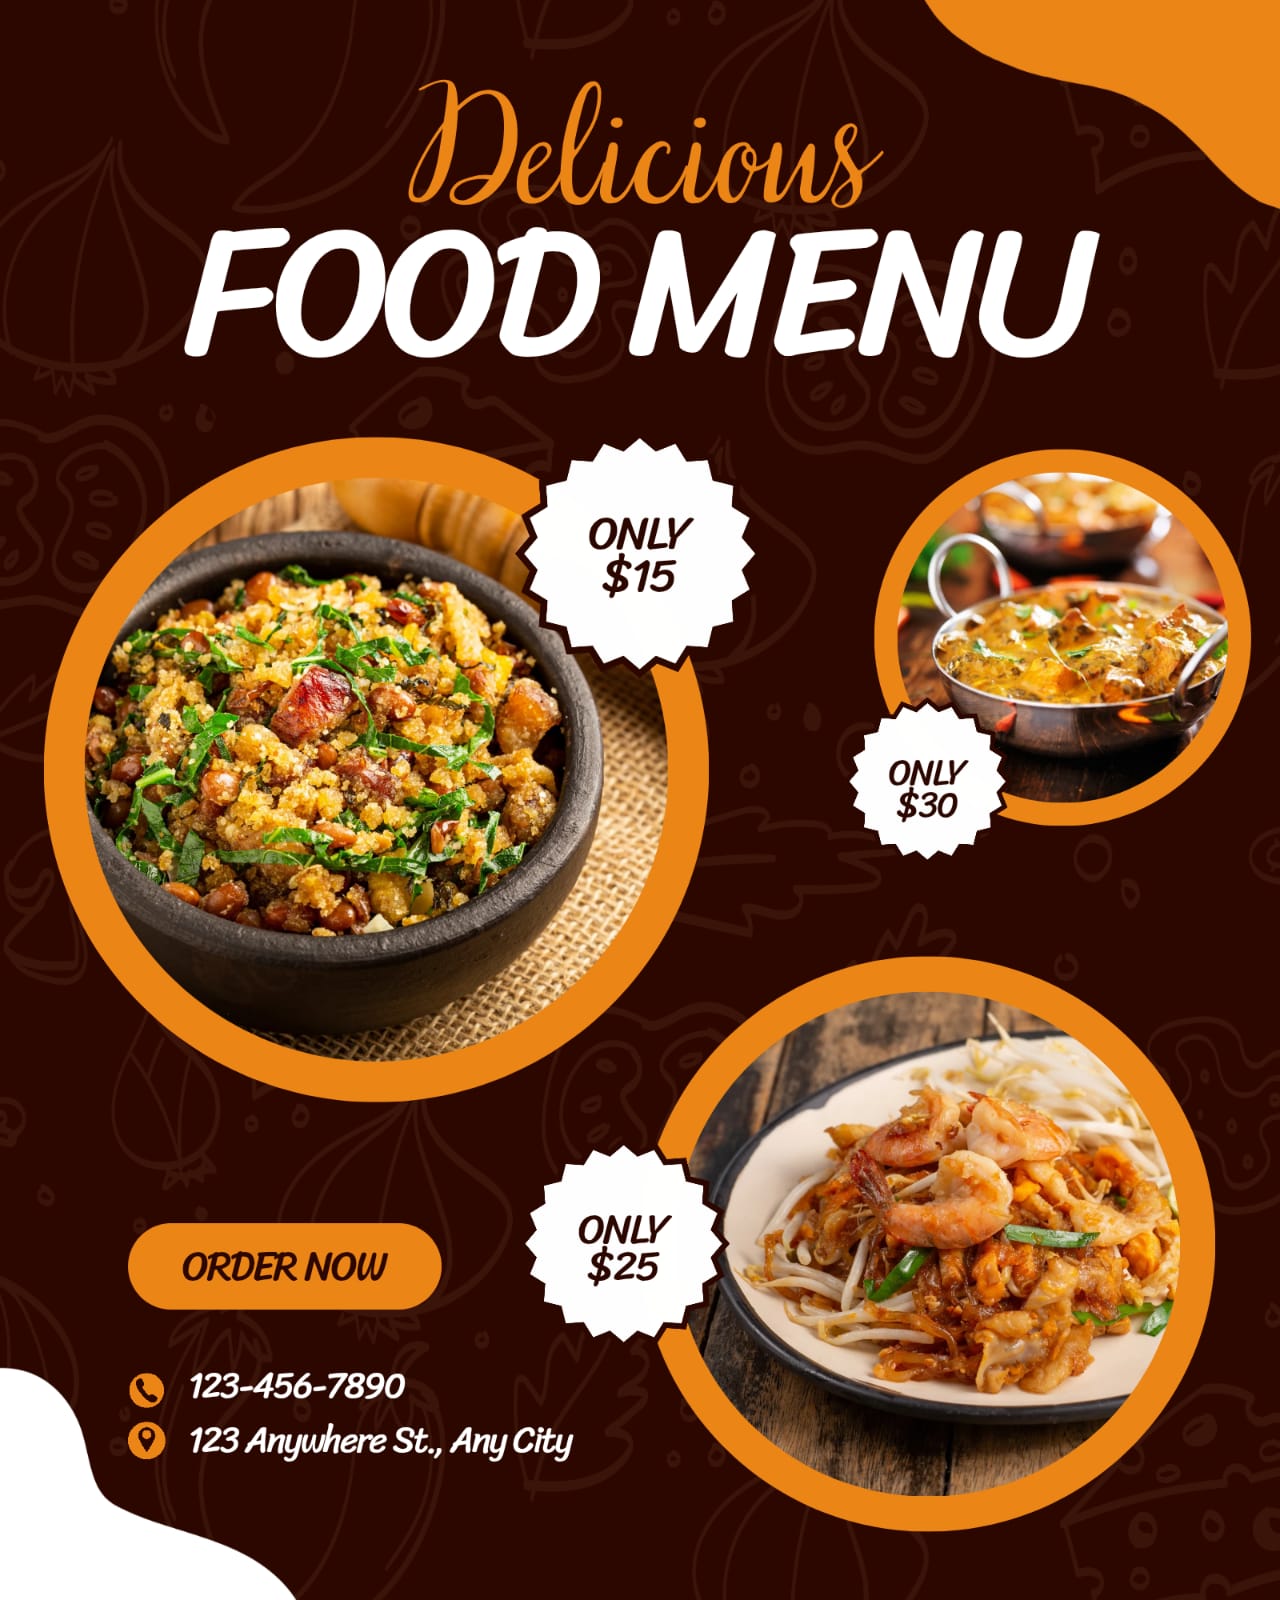 Delicious
FOOD MENU
ONLY
$15
ONLY
$30
ONLY
$25
ORDER NOW
123-456-7890
123 Anywhere St., Any City